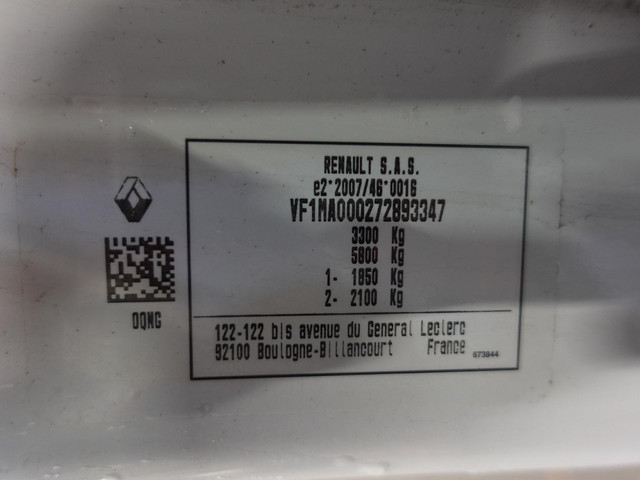 RENAULT S.A.S.
e2*2007/46*0016
VF1MA000272893347
3300 Kg
5800 Kg
1- 1850 Kg
2- 2100 Kg
OQNG
122-122 bis avenue du General Leclerc
92100 Boulogne-Billancourt France
673844